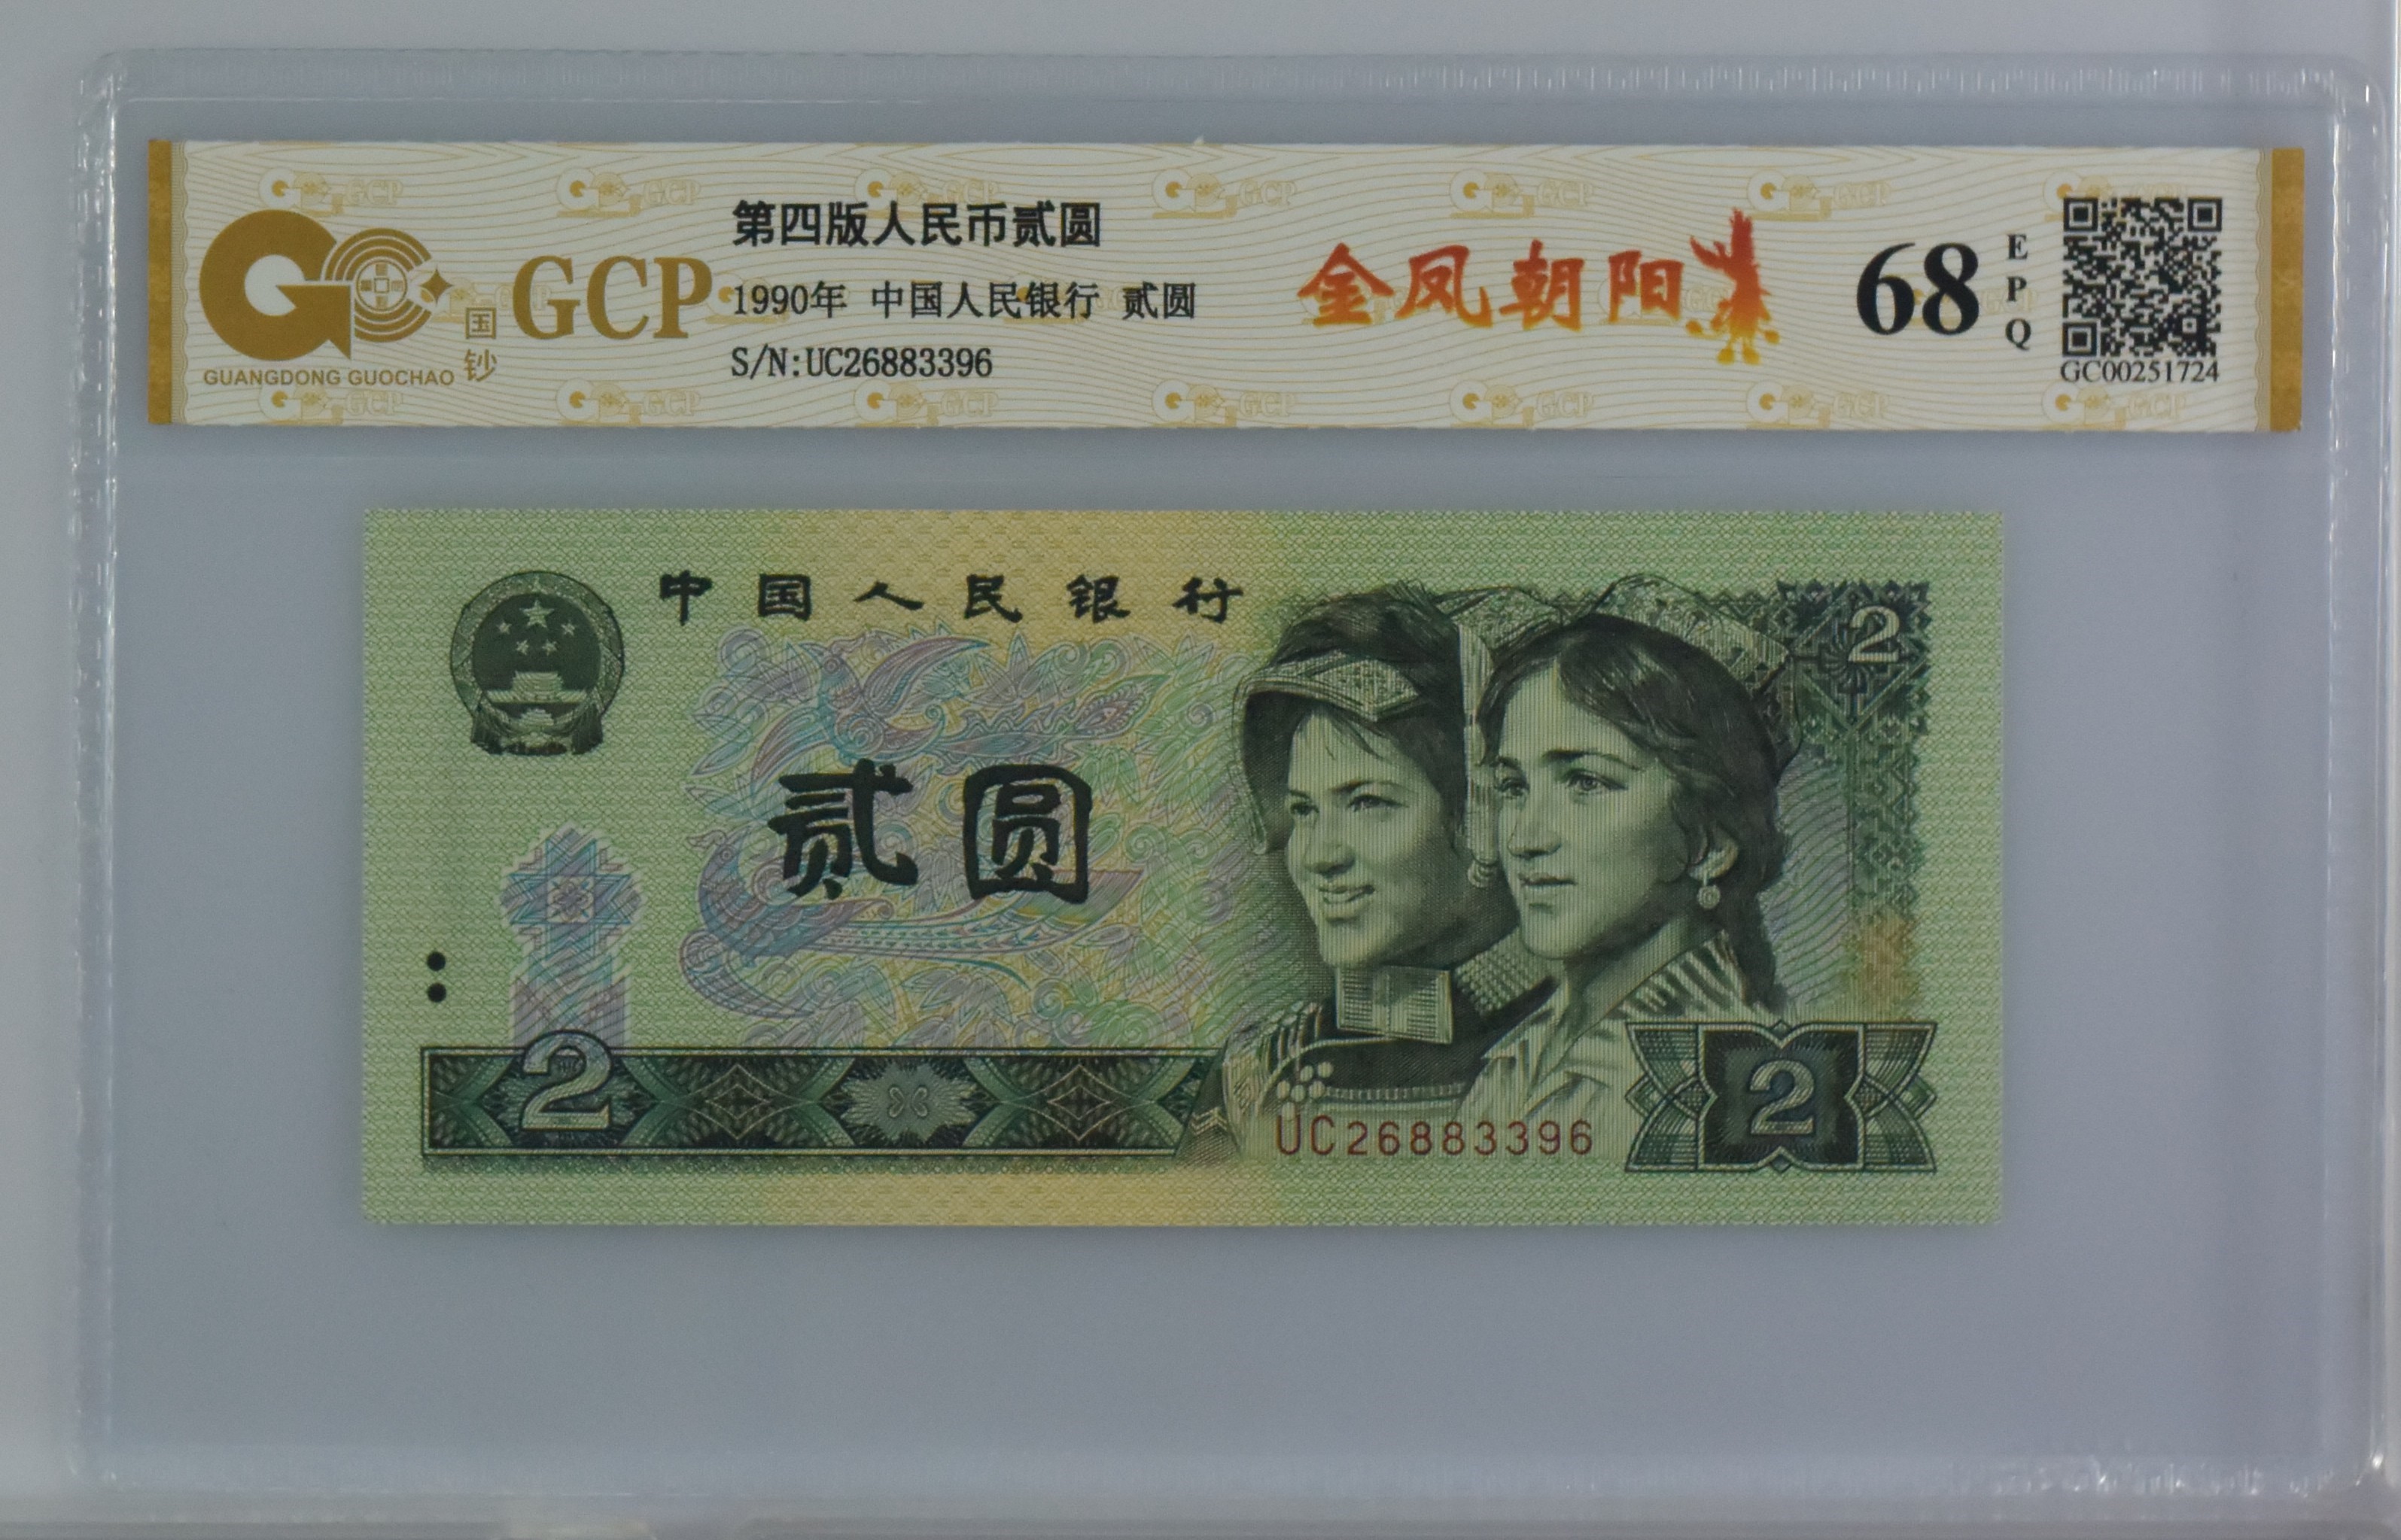 GCP
国钞
GUANGDONG GUOCHAO
第四版人民币贰圆
1990年 中国人民银行 贰圆
S/N:UC26883396
金凤朝阳
68
EPQ
GC00251724
中国人民银行
贰圆
2
2
2
UC26883396